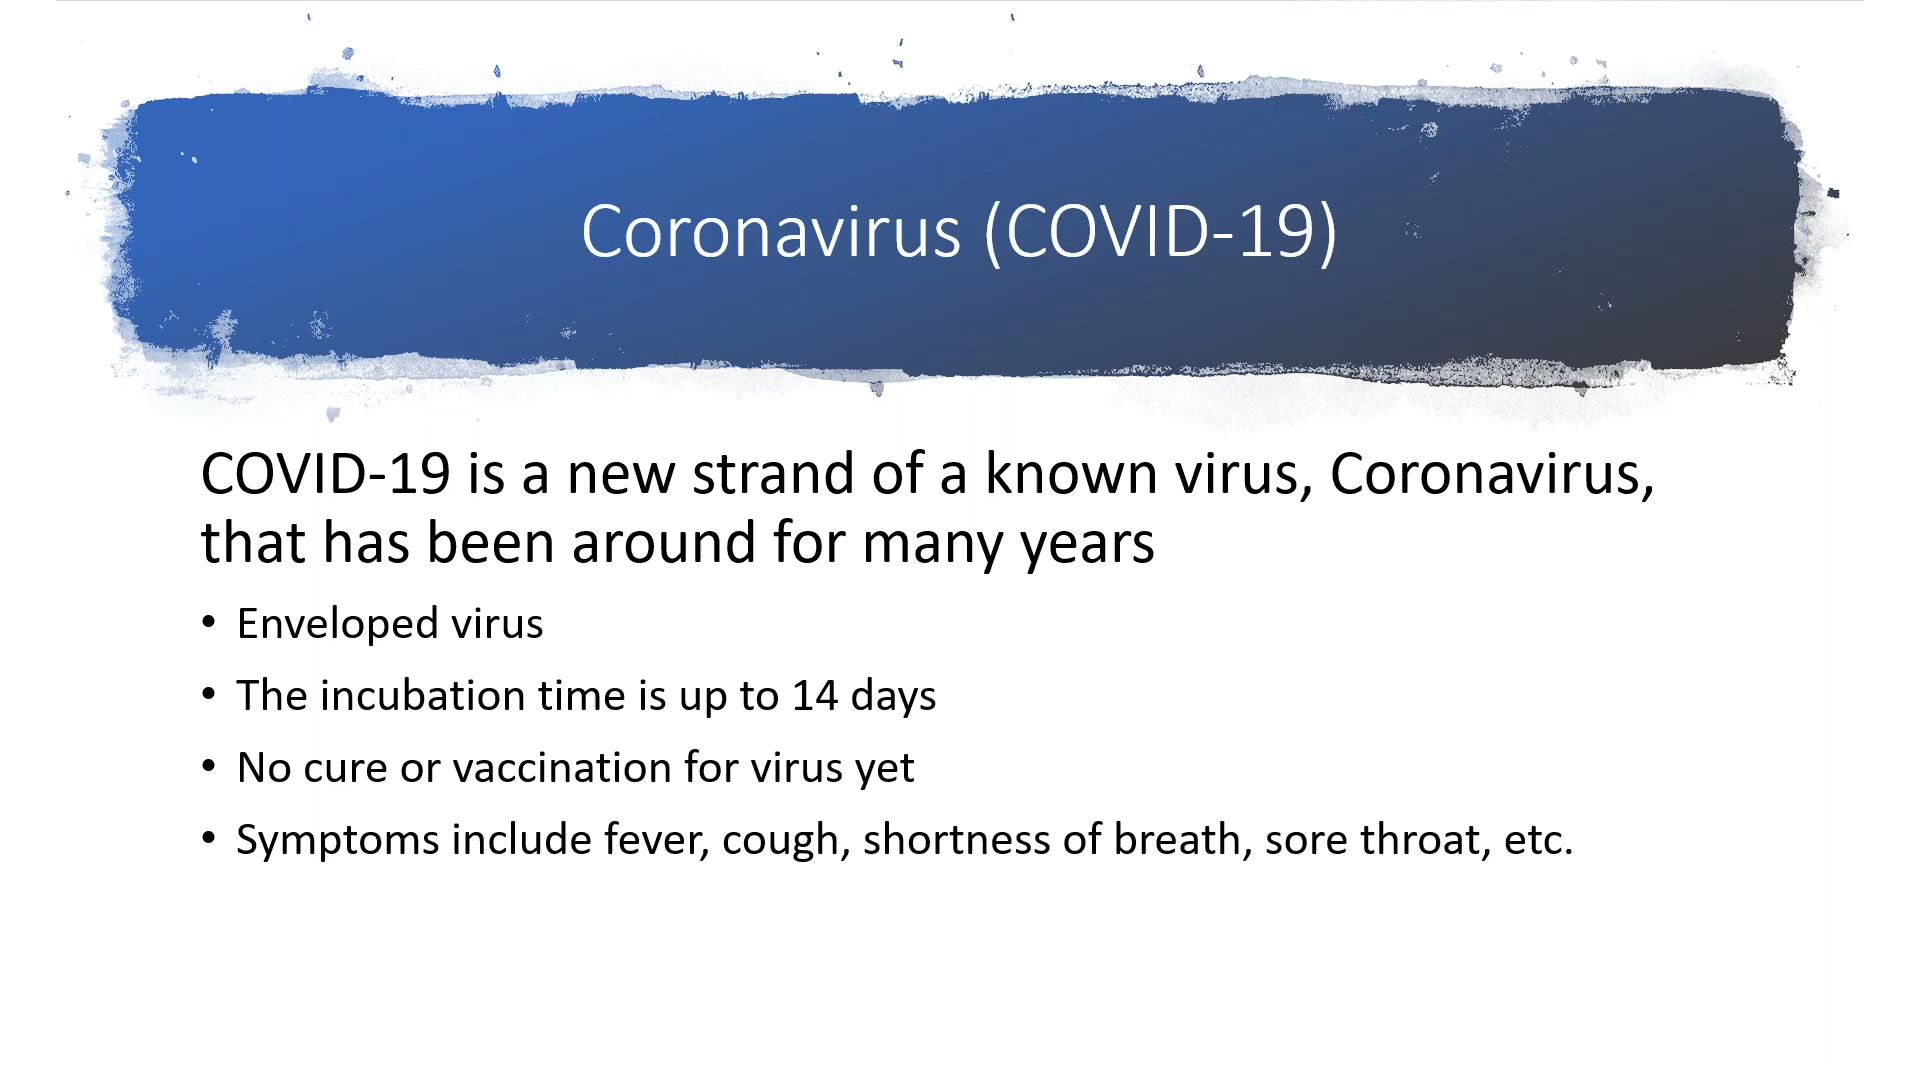 Coronavirus (COVID-19)
COVID-19 is a new strand of a known virus, Coronavirus,
that has been around for many years
• Enveloped virus
• The incubation time is up to 14 days
• No cure or vaccination for virus yet
• Symptoms include fever, cough, shortness of breath, sore throat, etc.